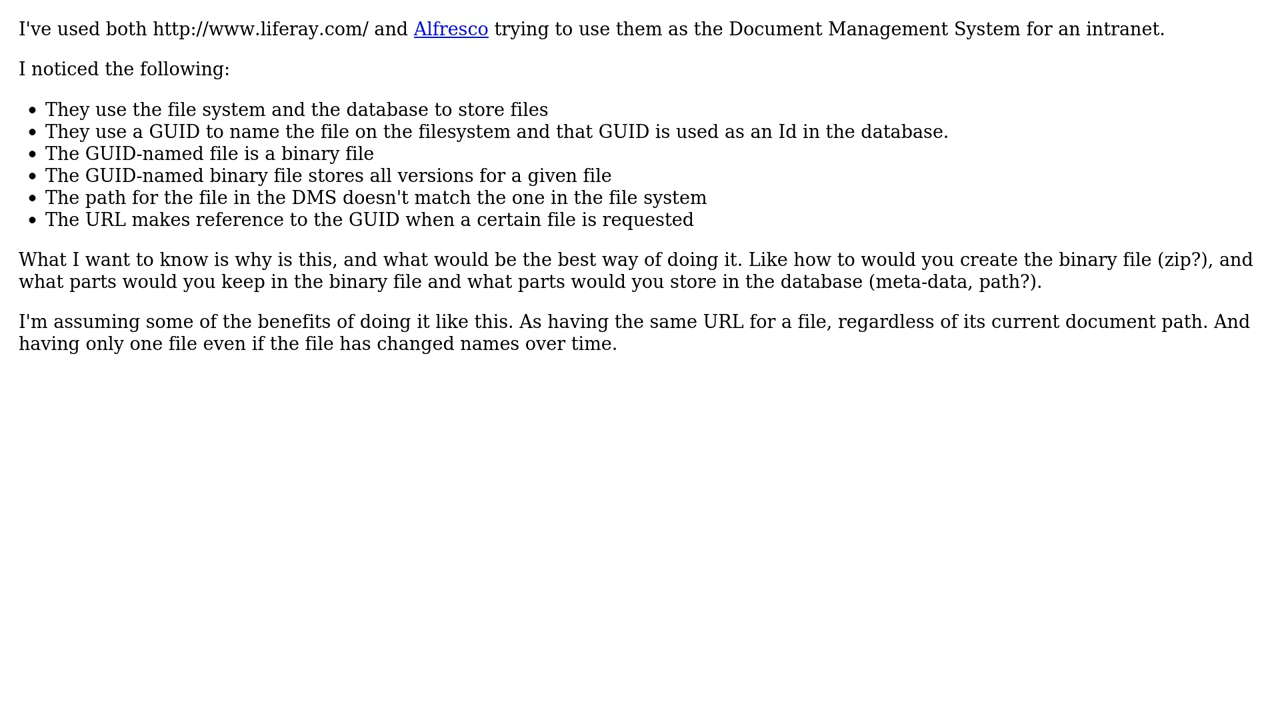 I've used both http://www.liferay.com/ and Alfresco trying to use them as the Document Management System for an intranet.
I noticed the following:
• They use the file system and the database to store files
• They use a GUID to name the file on the filesystem and that GUID is used as an Id in the database.
• The GUID-named file is a binary file
• The GUID-named binary file stores all versions for a given file
• The path for the file in the DMS doesn't match the one in the file system
• The URL makes reference to the GUID when a certain file is requested
What I want to know is why is this, and what would be the best way of doing it. Like how to would you create the binary file (zip?), and
what parts would you keep in the binary file and what parts would you store in the database (meta-data, path?).
I'm assuming some of the benefits of doing it like this. As having the same URL for a file, regardless of its current document path. And
having only one file even if the file has changed names over time.